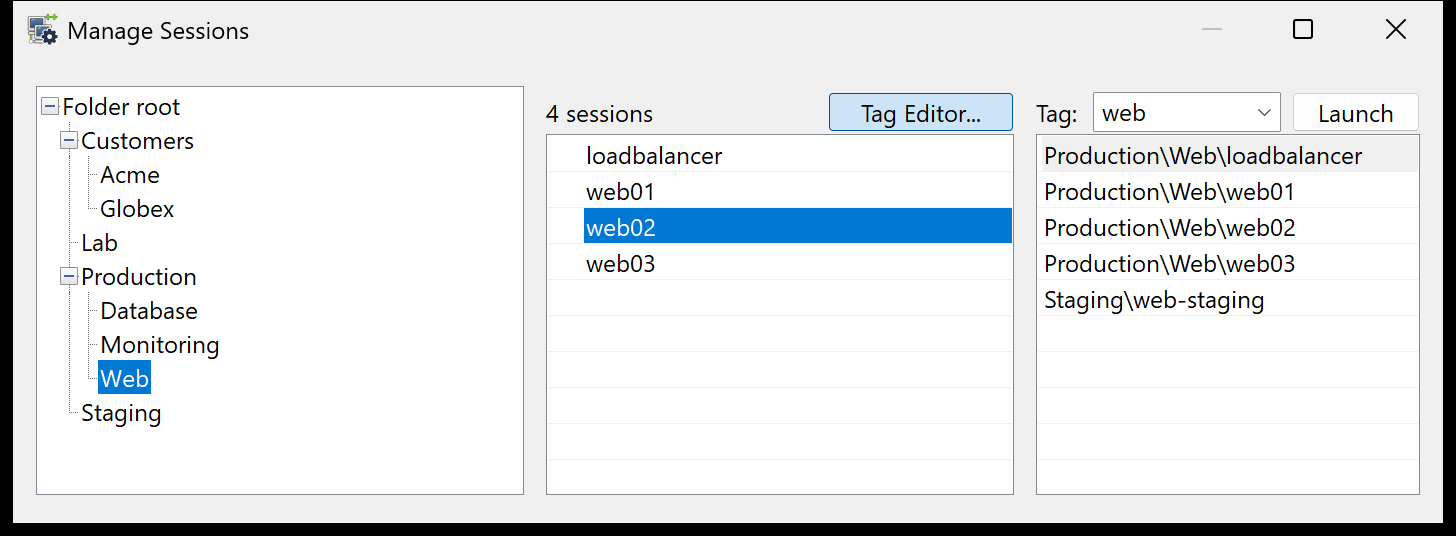 Manage Sessions
Folder root
Customers
Acme
Globex
Lab
Production
Database
Monitoring
Web
Staging
4 sessions
Tag Editor...
loadbalancer
web01
web02
web03
Tag:
web
Launch
Production\Web\loadbalancer
Production\Web\web01
Production\Web\web02
Production\Web\web03
Staging\web-staging